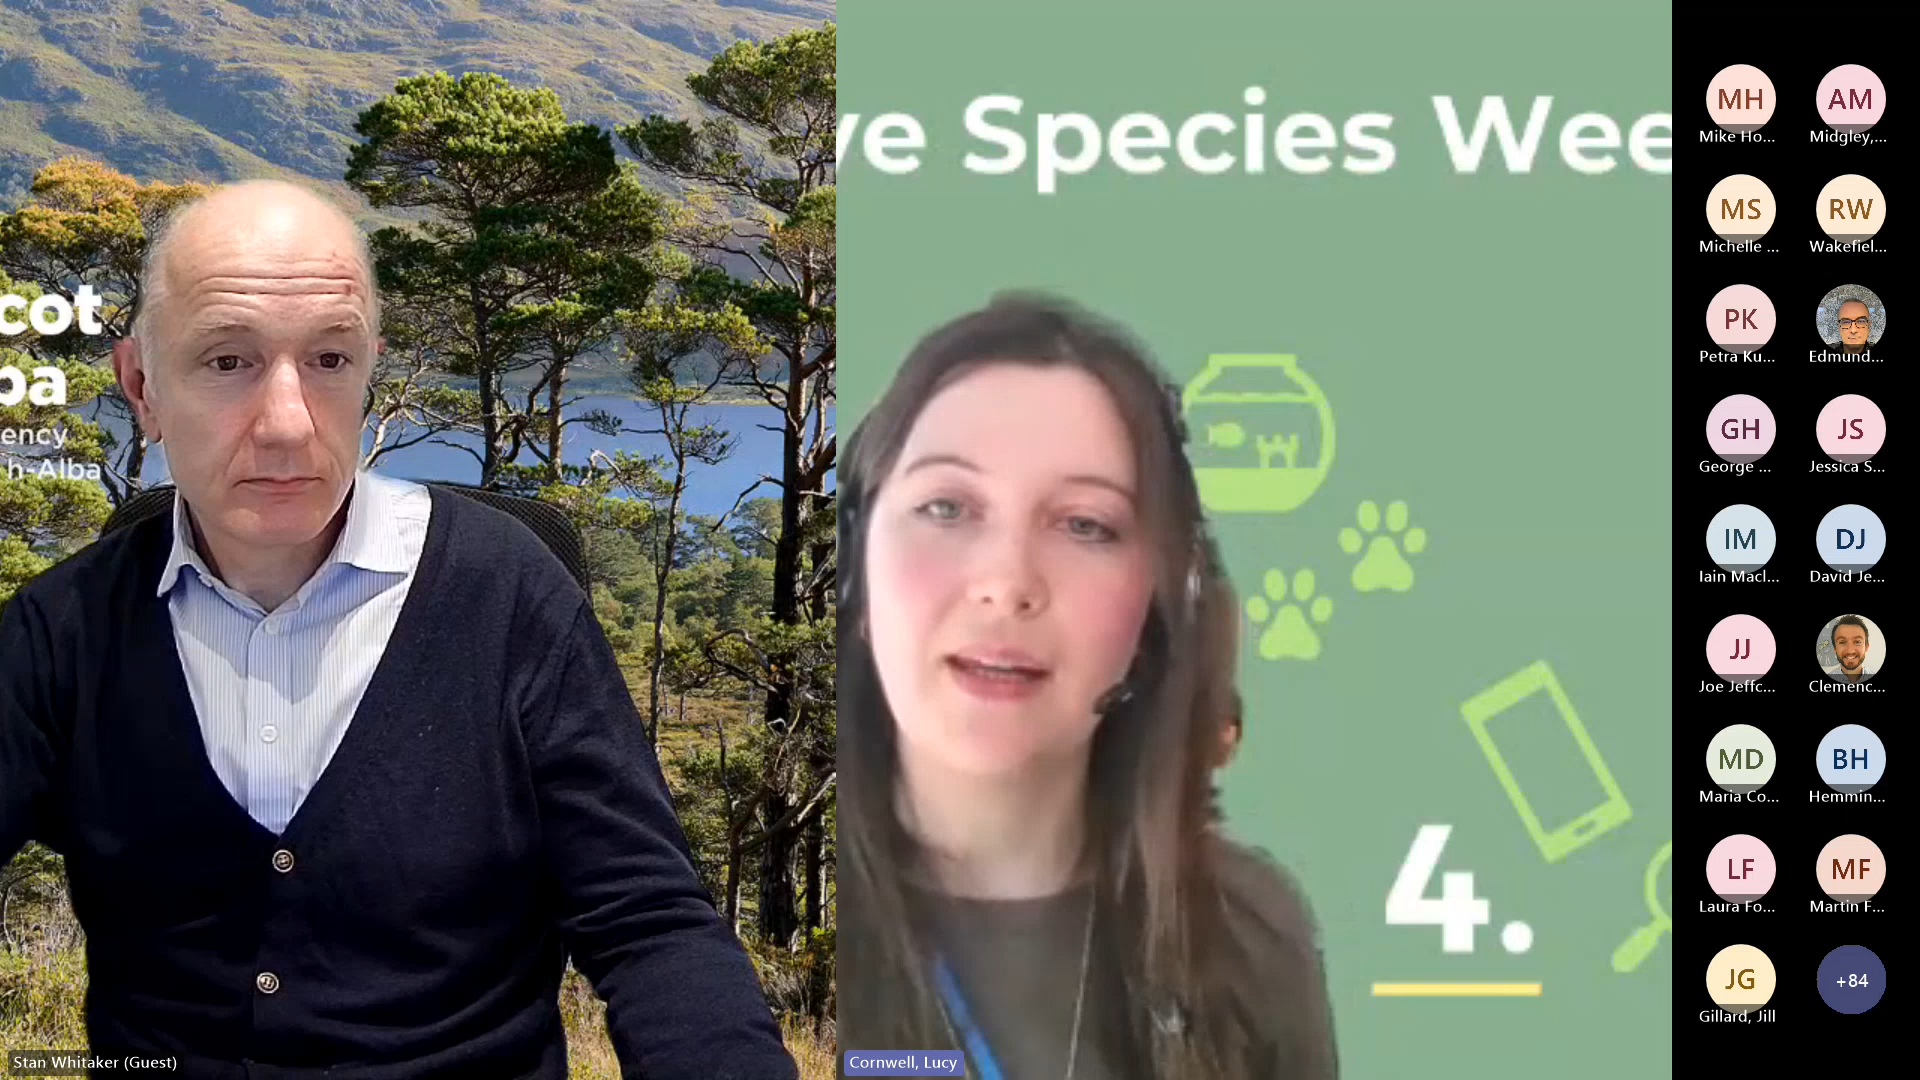 cot
ba
ency
h-Alba
Stan Whitaker (Guest)
ve Species Wee
4.
Cornwell, Lucy
MH
AM
Mike Ho...
Midgley,...
MS
RW
Michelle ...
Wakefiel...
PK
Petra Ku...
Edmund...
GH
JS
George ...
Jessica S...
IM
DJ
Iain Macl...
David Je...
JJ
Joe Jeffc...
Clemenc...
MD
BH
Maria Co...
Hemmin...
LF
MF
Laura Fo...
Martin F...
JG
+84
Gillard, Jill